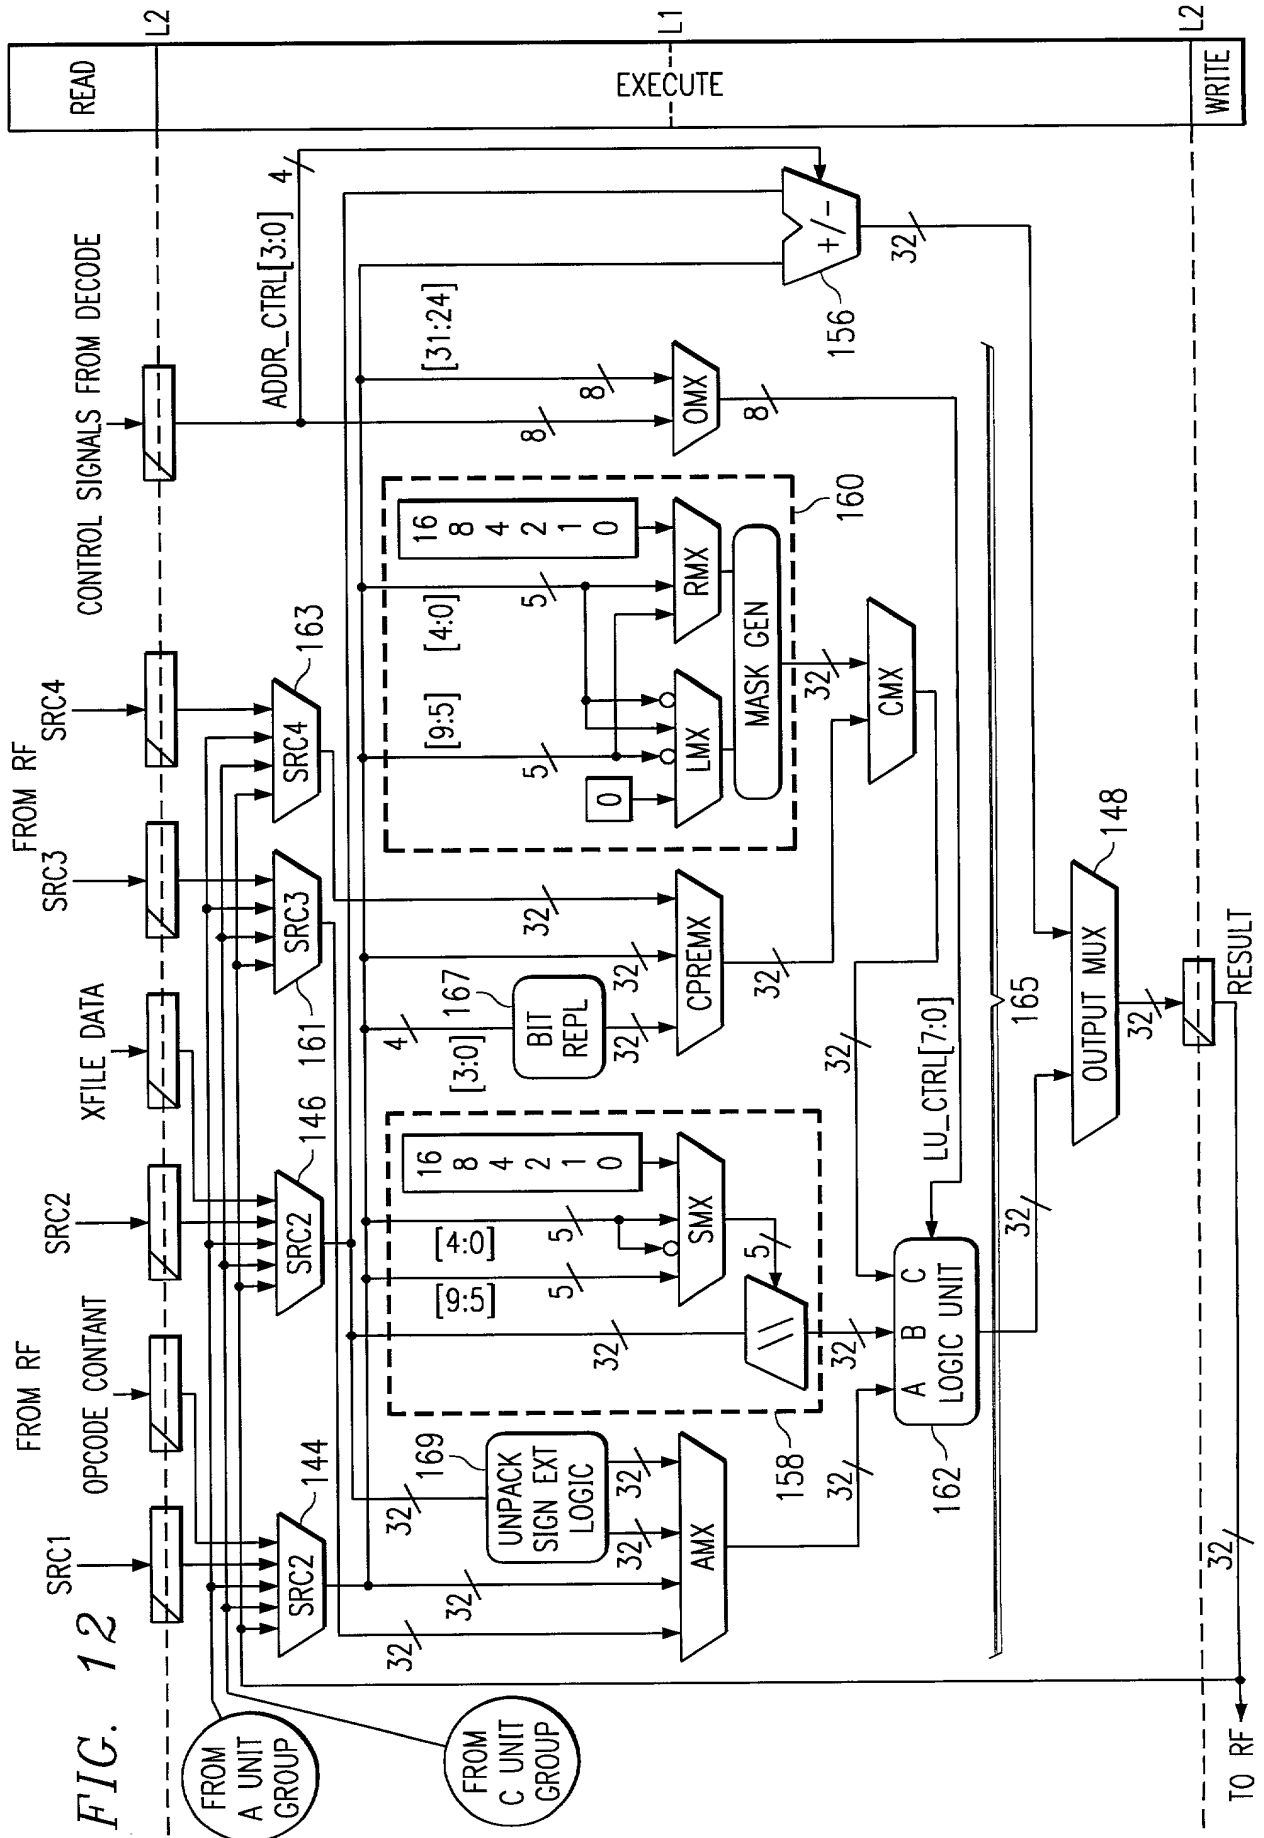 FIG. 12
FROM RF
FROM RF
SRC1
OPCODE CONTANT
SRC2
XFILE DATA
SRC3
SRC4
CONTROL SIGNALS FROM DECODE
READ
L2
FROM
A UNIT
GROUP
FROM
C UNIT
GROUP
SRC2
144
SRC2
146
SRC3
161
SRC4
163
ADDR_CTRL[3:0]
4
32
32
32
UNPACK
SIGN EXT
LOGIC
169
32
32
AMX
32
[9:5]
[4:0]
5
5
16
8
4
2
1
0
SMX
5
32
//
32
158
4
[3:0]
BIT
REPL
167
32
32
32
CPREMX
32
[9:5]
[4:0]
5
5
0
16
8
4
2
1
0
LMX
RMX
MASK GEN
160
32
CMX
32
[31:24]
8
8
OMX
8
+/-
156
32
EXECUTE
L1
A
B
C
LOGIC UNIT
162
LU_CTRL[7:0]
165
32
OUTPUT MUX
148
32
RESULT
32
TO RF
WRITE
L2